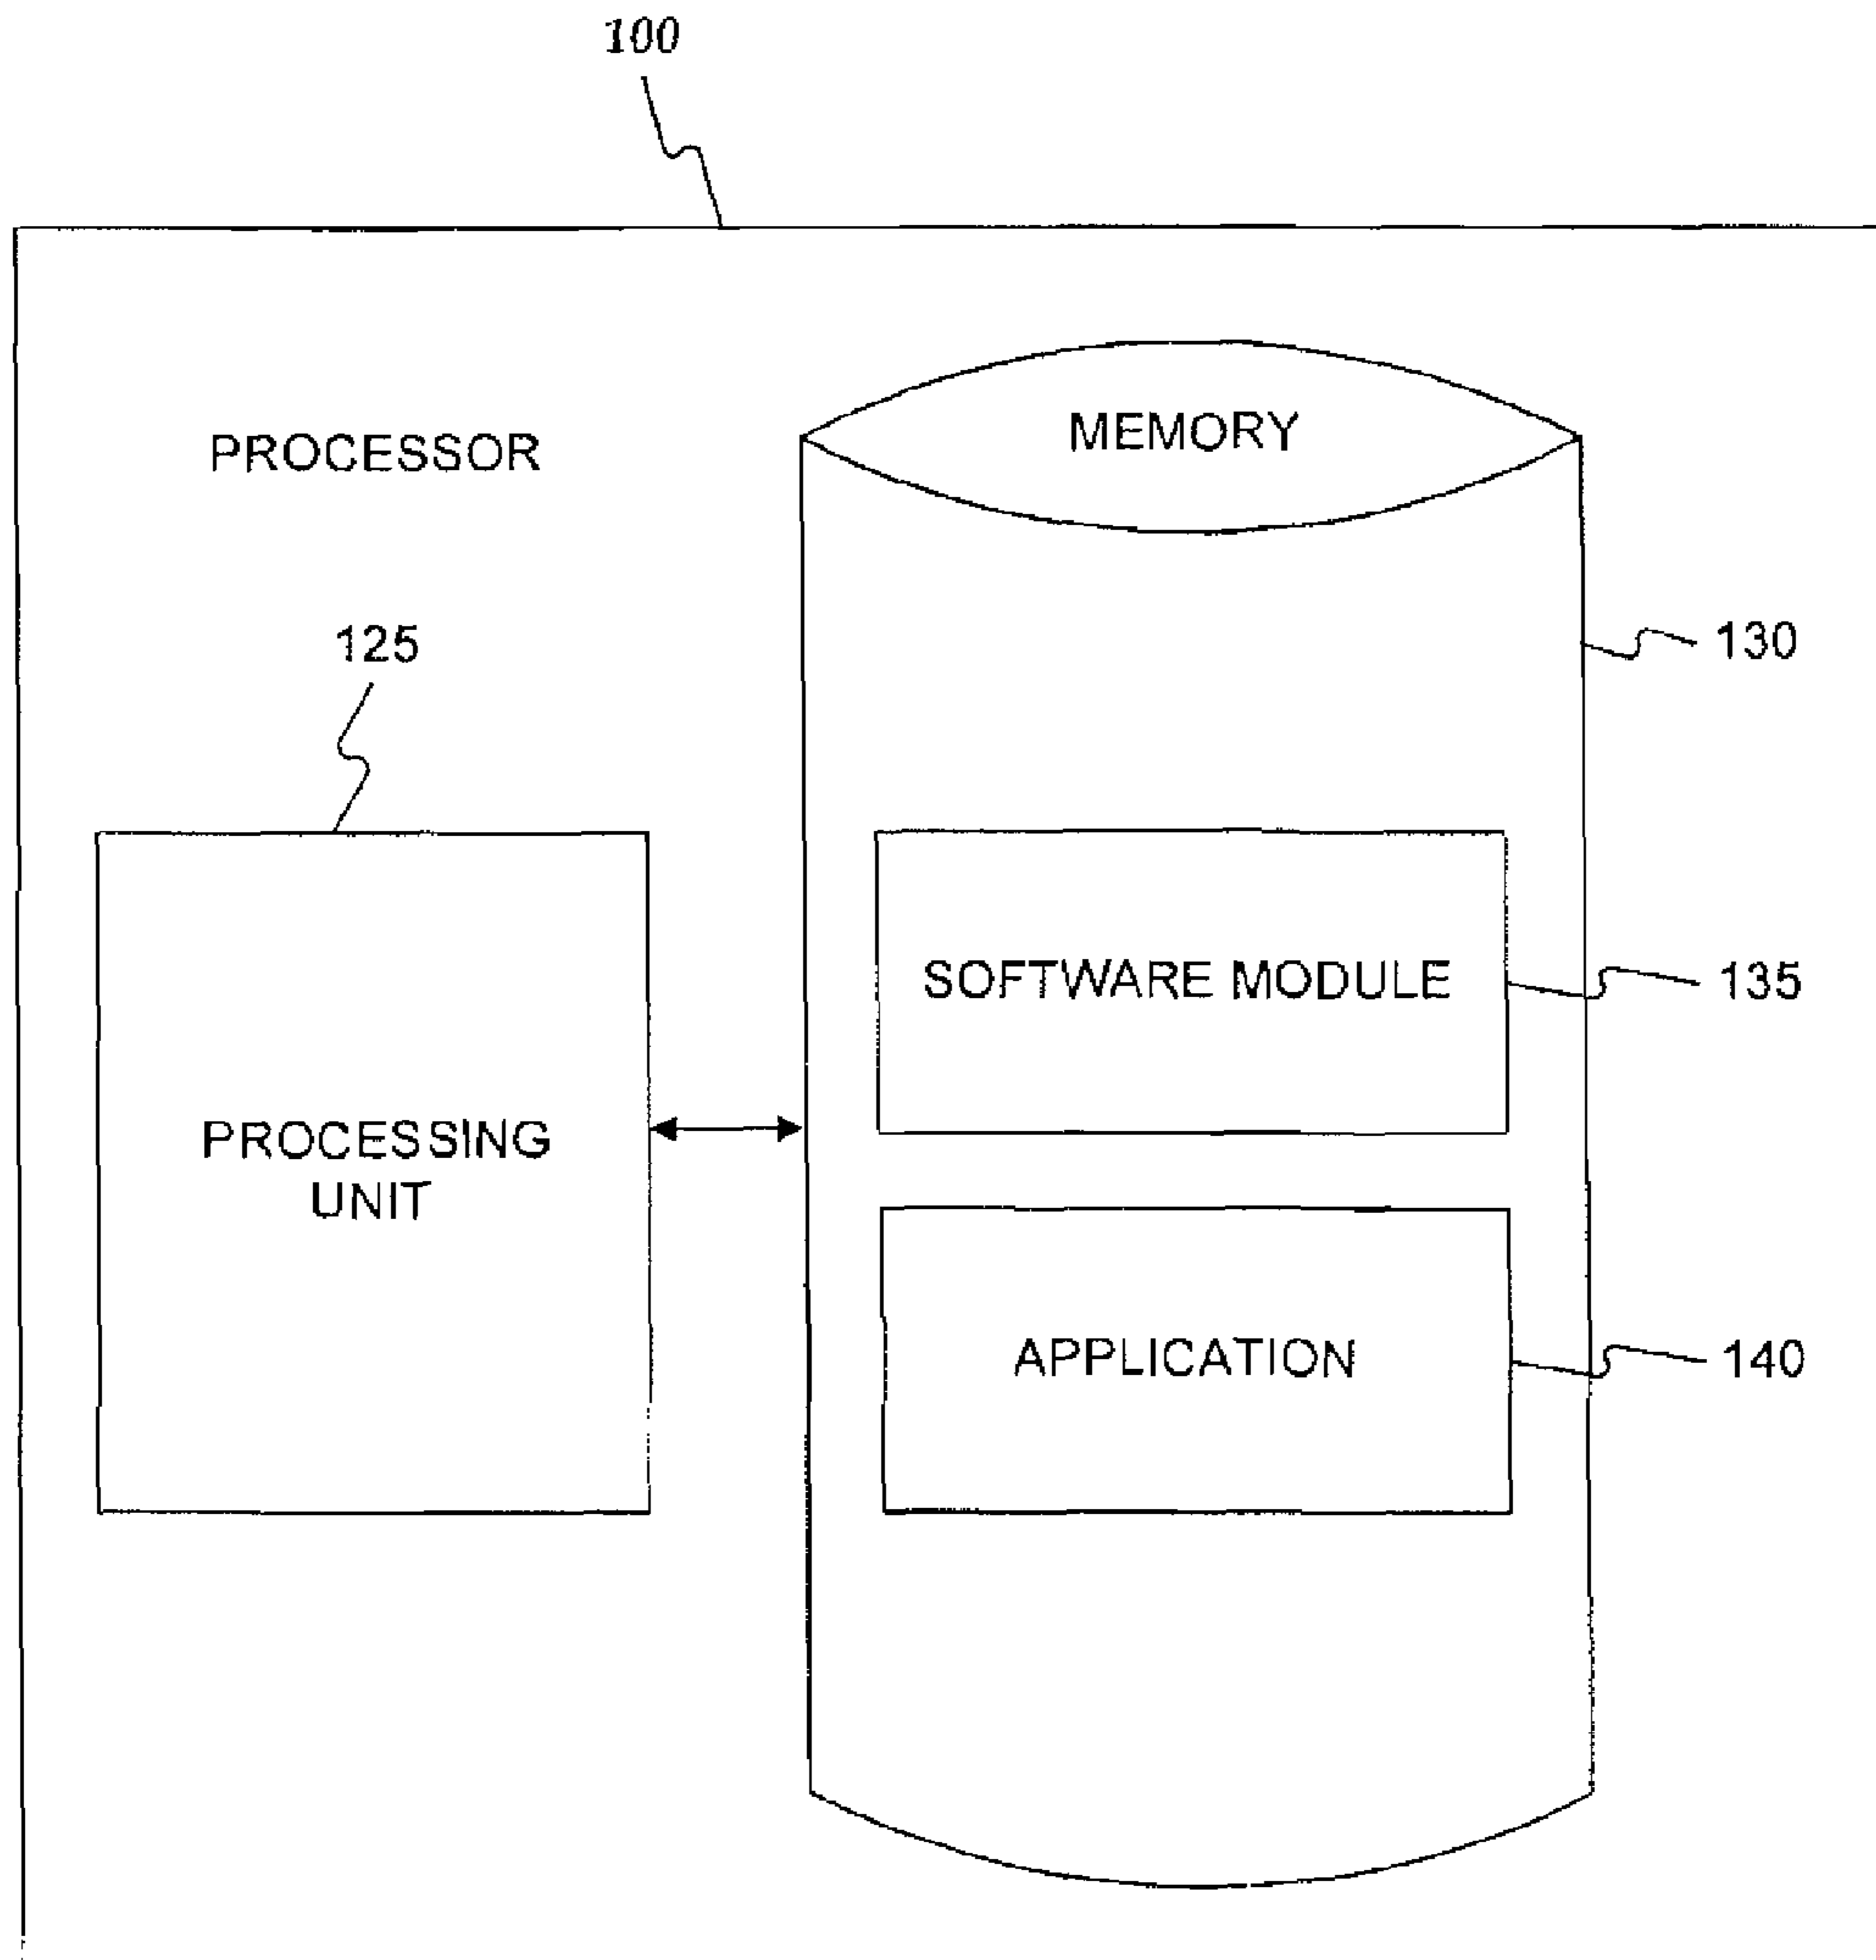 100
PROCESSOR
MEMORY
125
130
SOFTWARE MODULE
135
PROCESSING
UNIT
APPLICATION
140